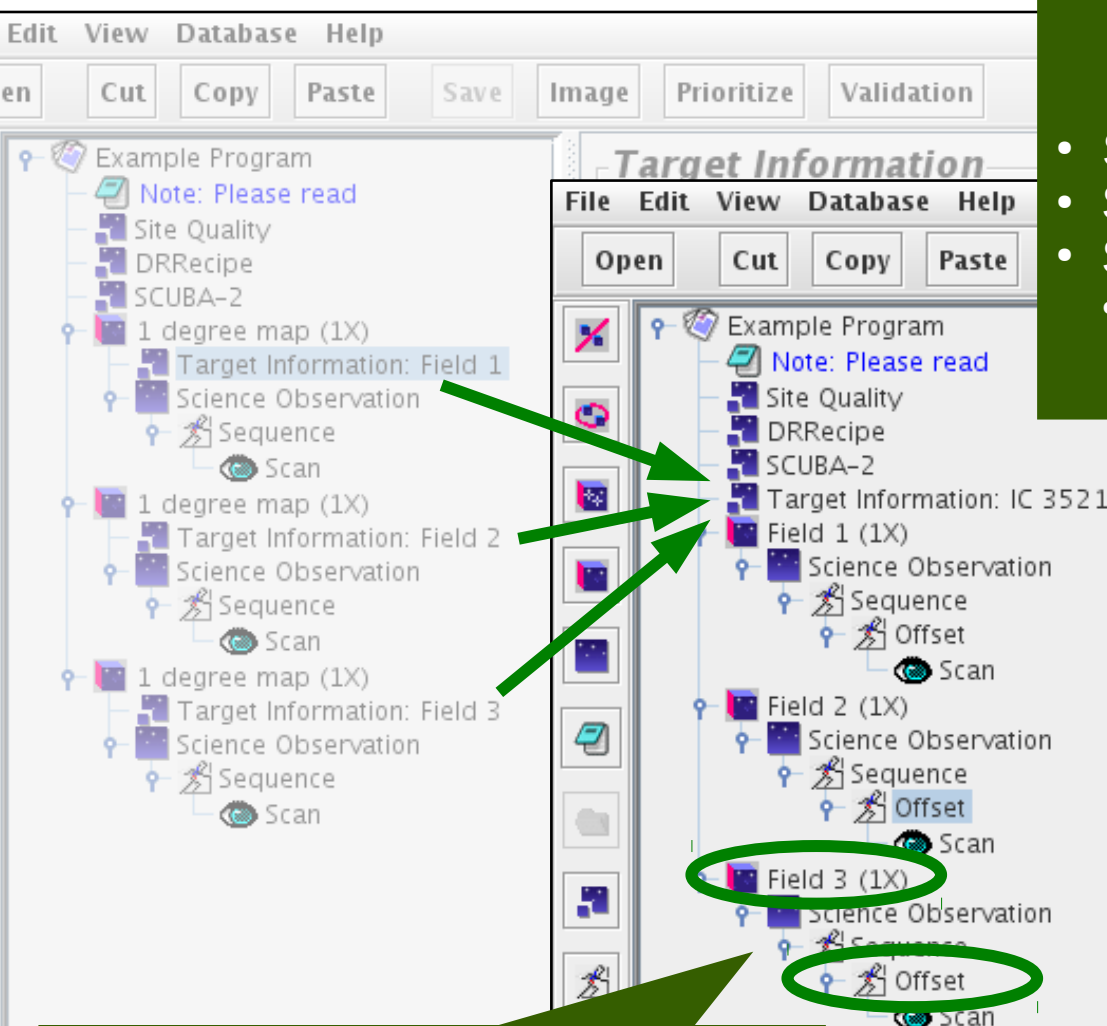 Edit View Database Help
en Cut Copy Paste Save Image Prioritize Validation
Example Program
Note: Please read
Site Quality
DRRecipe
SCUBA-2
1 degree map (1X)
Target Information: Field 1
Science Observation
Sequence
Scan
1 degree map (1X)
Target Information: Field 2
Science Observation
Sequence
Scan
1 degree map (1X)
Target Information: Field 3
Science Observation
Sequence
Scan
Target Information
File Edit View Database Help
Open Cut Copy Paste
Example Program
Note: Please read
Site Quality
DRRecipe
SCUBA-2
Target Information: IC 3521
Field 1 (1X)
Science Observation
Sequence
Offset
Scan
Field 2 (1X)
Science Observation
Sequence
Offset
Scan
Field 3 (1X)
Science Observation
Sequence
Offset
Scan